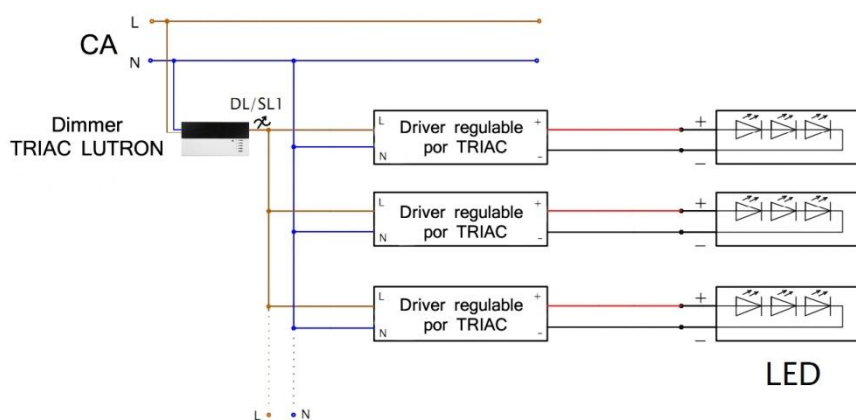 L
CA
N
DL/SL1
Dimmer
TRIAC LUTRON
L
N
Driver regulable
por TRIAC
+
-
+
−
L
N
Driver regulable
por TRIAC
+
-
+
−
L
N
Driver regulable
por TRIAC
+
-
+
−
LED
L
N